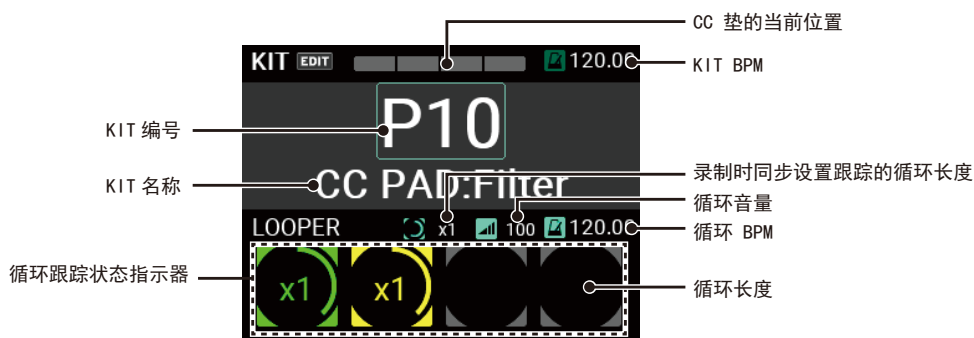 CC 垫的当前位置
KIT EDIT 120.00
KIT BPM
P10
KIT 编号
CC PAD:Filter
KIT 名称
录制时同步设置跟踪的循环长度
循环音量
LOOPER x1 100 120.00
循环 BPM
循环跟踪状态指示器
x1 x1
循环长度